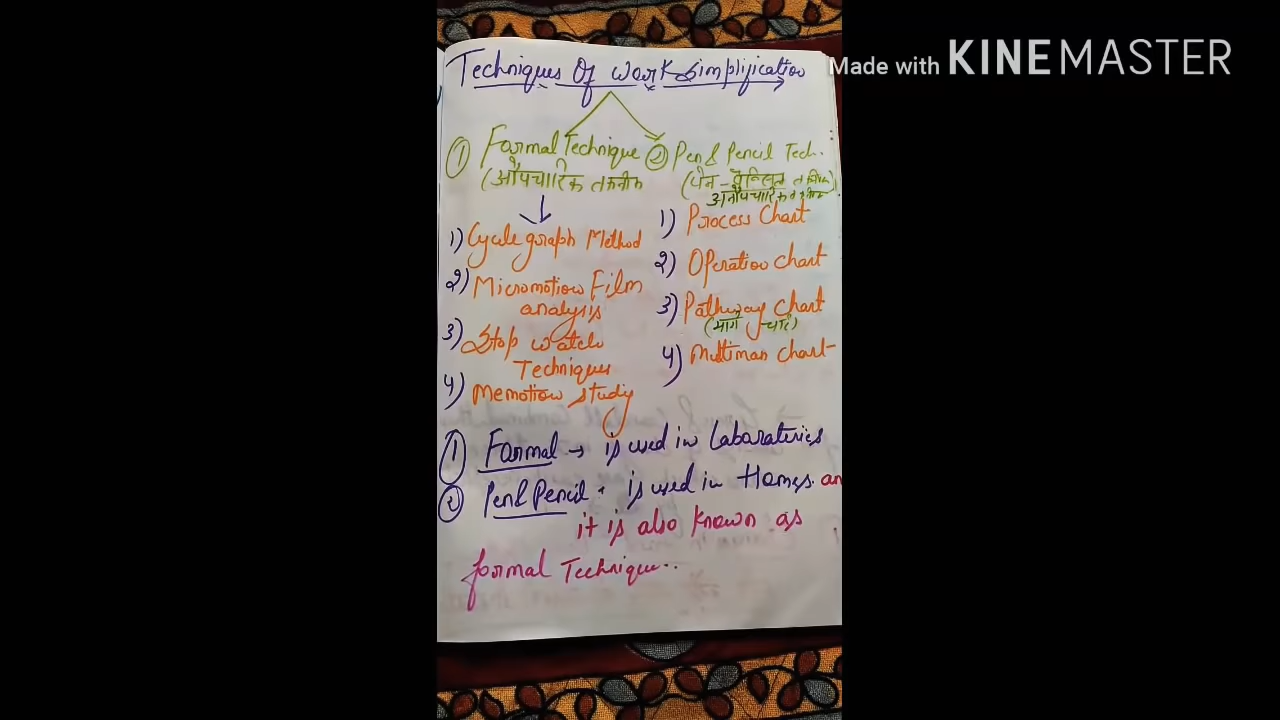 Made with KINEMASTER
Techniques Of Work Simplification
① Formal Technique
(औपचारिक तकनीक
1) Cycle graph Method
2) Micromotion Film
analysis
3) Stop watch
Techniques
4) Memotion study
② Pen & Pencil Tech.
(पेन - पेन्सिल तकनीक)
अनौपचारिक तकनीक
1) Process Chart
2) Operation Chart
3) Pathway Chart
(मार्ग चार्ट)
4) Multiman Chart
① Formal → is used in Labarateries
② Pen & Pencil - is used in Homes. an
it is also known as
formal Technique..